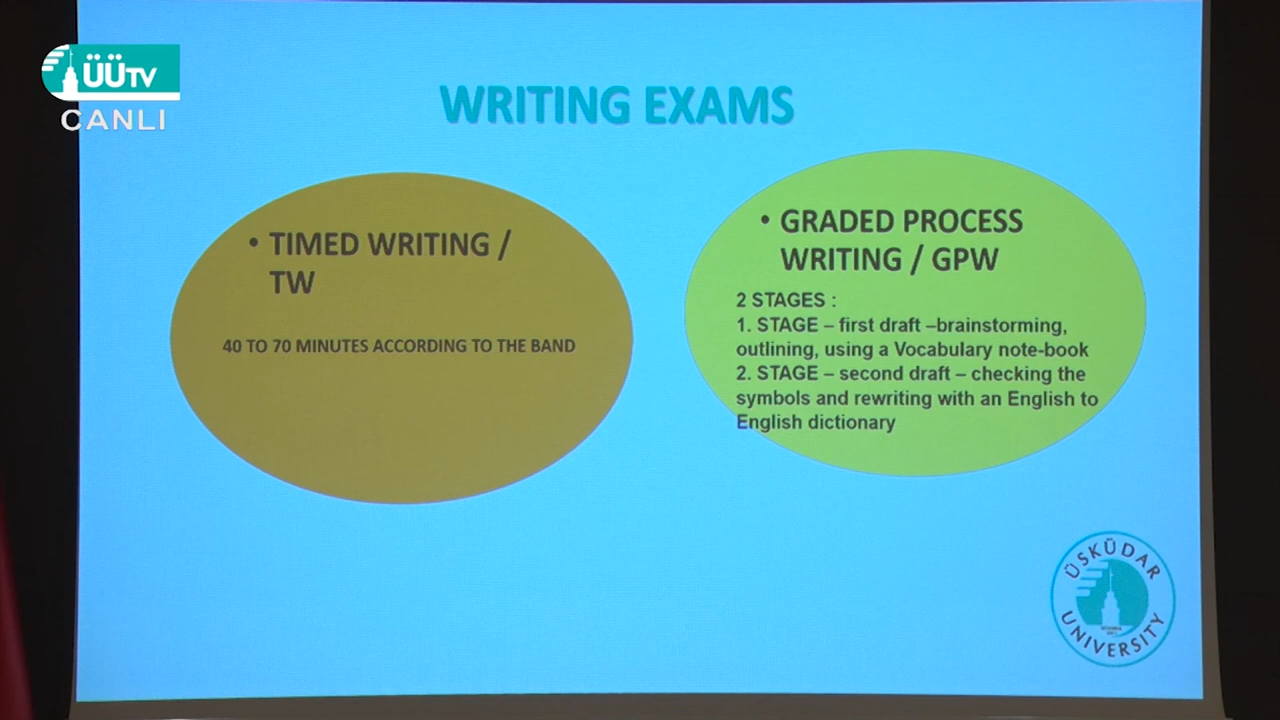 ÜÜTV
CANLI
WRITING EXAMS
• TIMED WRITING /
TW
40 TO 70 MINUTES ACCORDING TO THE BAND
• GRADED PROCESS
WRITING / GPW
2 STAGES :
1. STAGE – first draft –brainstorming,
outlining, using a Vocabulary note-book
2. STAGE – second draft – checking the
symbols and rewriting with an English to
English dictionary
ÜSKÜDAR
UNIVERSITY